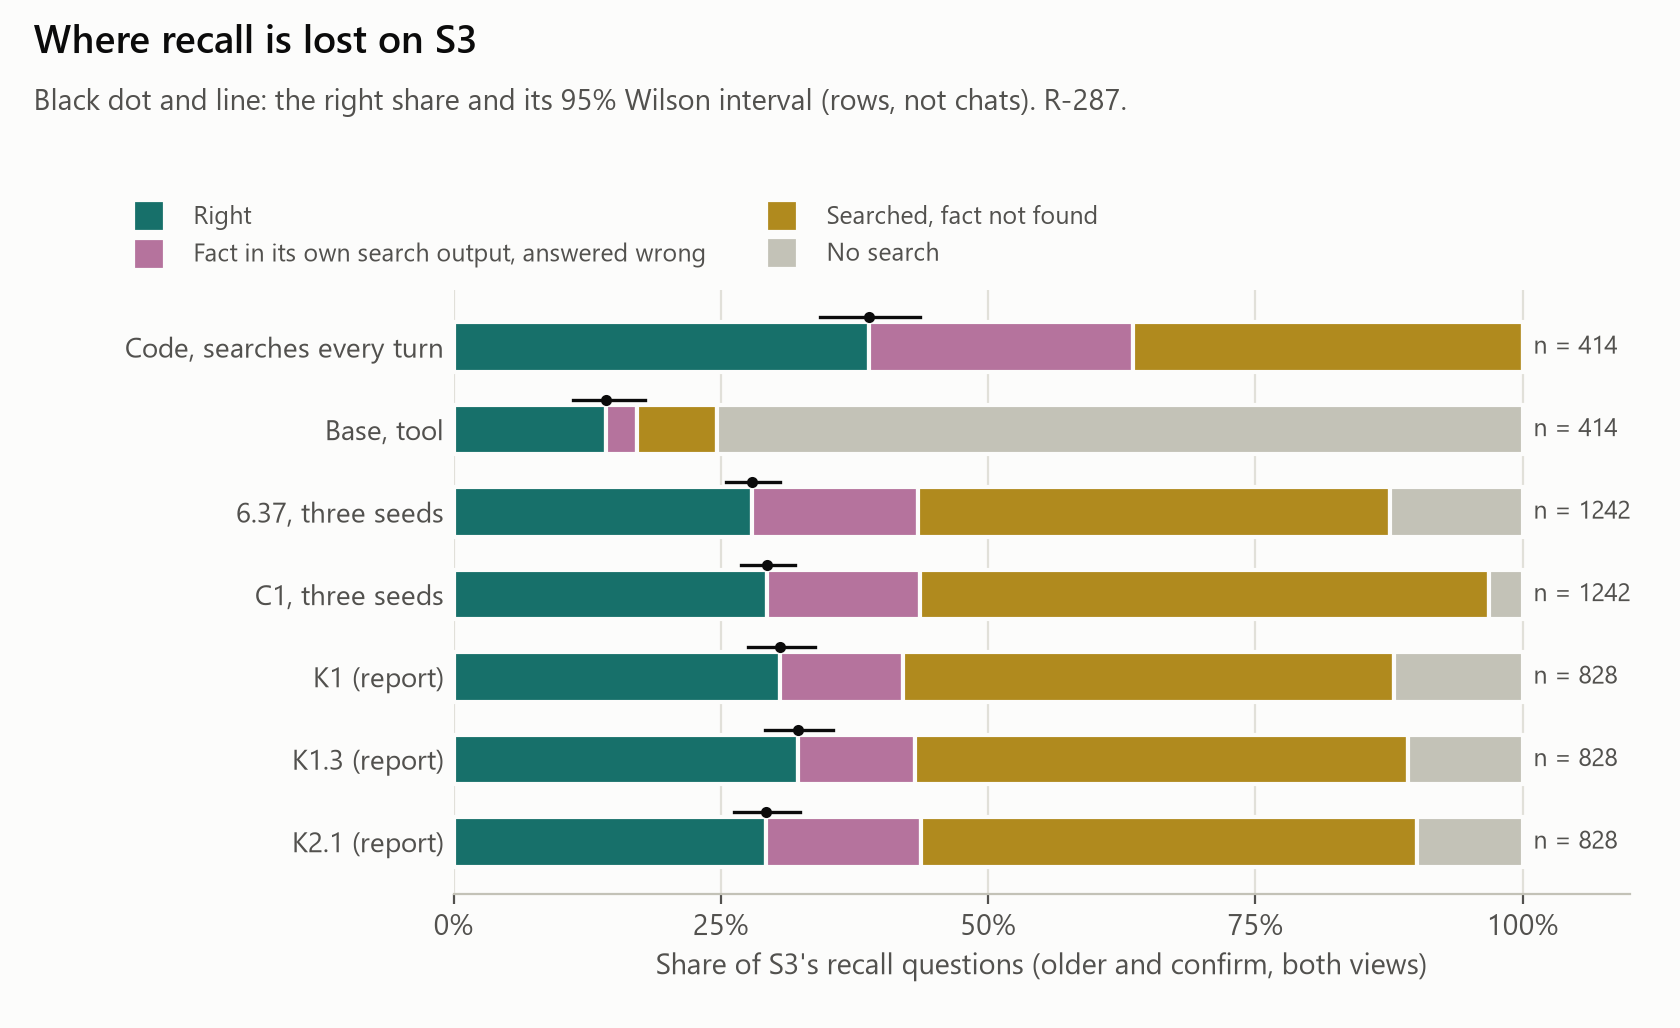 Where recall is lost on S3
Black dot and line: the right share and its 95% Wilson interval (rows, not chats). R-287.
Right
Searched, fact not found
Fact in its own search output, answered wrong
No search
Code, searches every turn
n = 414
Base, tool
n = 414
6.37, three seeds
n = 1242
C1, three seeds
n = 1242
K1 (report)
n = 828
K1.3 (report)
n = 828
K2.1 (report)
n = 828
0%
25%
50%
75%
100%
Share of S3's recall questions (older and confirm, both views)